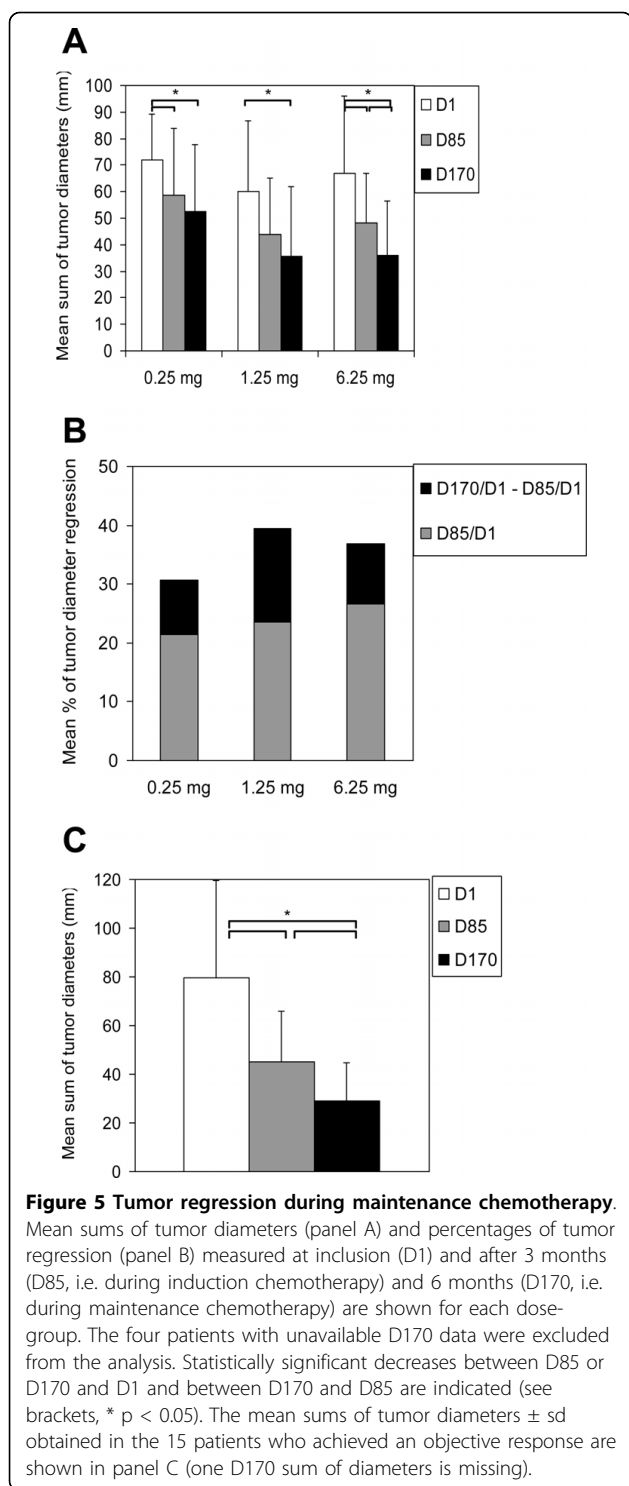 A
Mean sum of tumor diameters (mm)
100
90
80
70
60
50
40
30
20
10
0
*
*
*
D1
D85
D170
0.25 mg 1.25 mg 6.25 mg
B
Mean % of tumor diameter regression
50
40
30
20
10
0
D170/D1 - D85/D1
D85/D1
0.25 mg 1.25 mg 6.25 mg
C
Mean sum of tumor diameters (mm)
120
100
80
60
40
20
0
*
D1
D85
D170
Figure 5 Tumor regression during maintenance chemotherapy.
Mean sums of tumor diameters (panel A) and percentages of tumor
regression (panel B) measured at inclusion (D1) and after 3 months
(D85, i.e. during induction chemotherapy) and 6 months (D170, i.e.
during maintenance chemotherapy) are shown for each dose-
group. The four patients with unavailable D170 data were excluded
from the analysis. Statistically significant decreases between D85 or
D170 and D1 and between D170 and D85 are indicated (see
brackets, * p < 0.05). The mean sums of tumor diameters ± sd
obtained in the 15 patients who achieved an objective response are
shown in panel C (one D170 sum of diameters is missing).